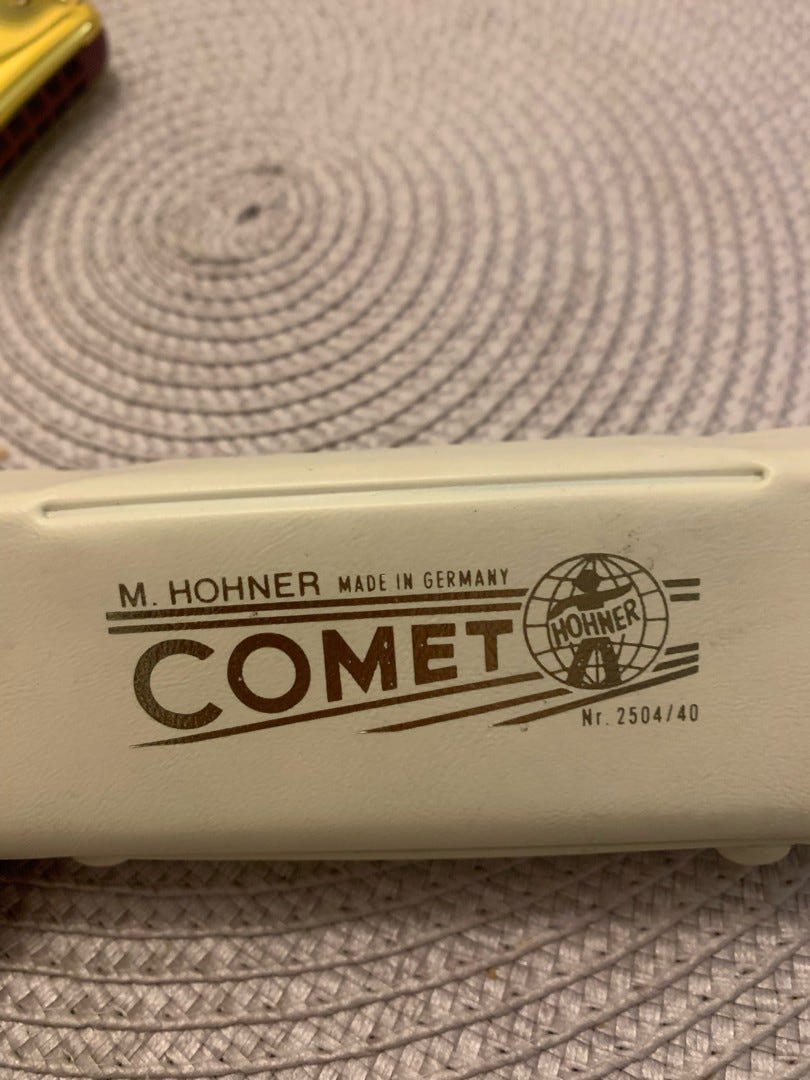 M. HOHNER MADE IN GERMANY
COMET
HOHNER
Nr. 2504/40